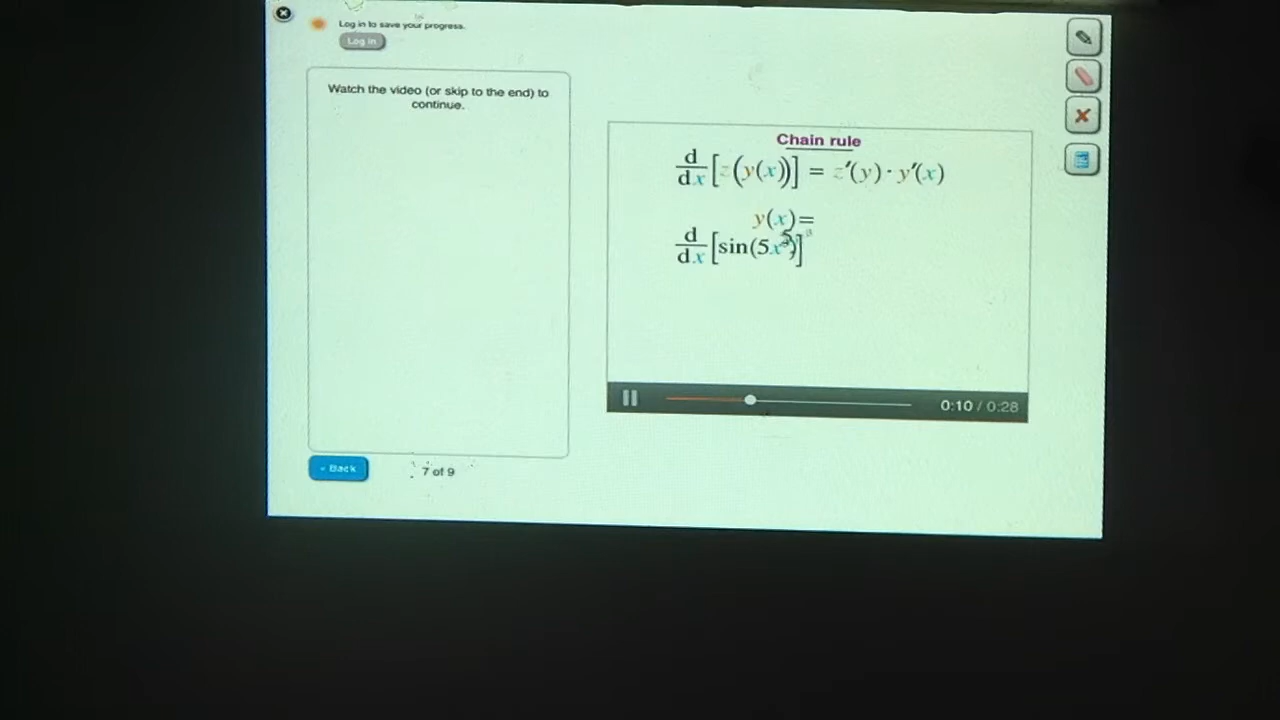 Log in to save your progress.
Log in
Watch the video (or skip to the end) to
continue.
Chain rule
d/dx [z(y(x))] = z′(y) · y′(x)
y(x)=
d/dx [sin(5x³)]
0:10 / 0:28
- Back
7 of 9